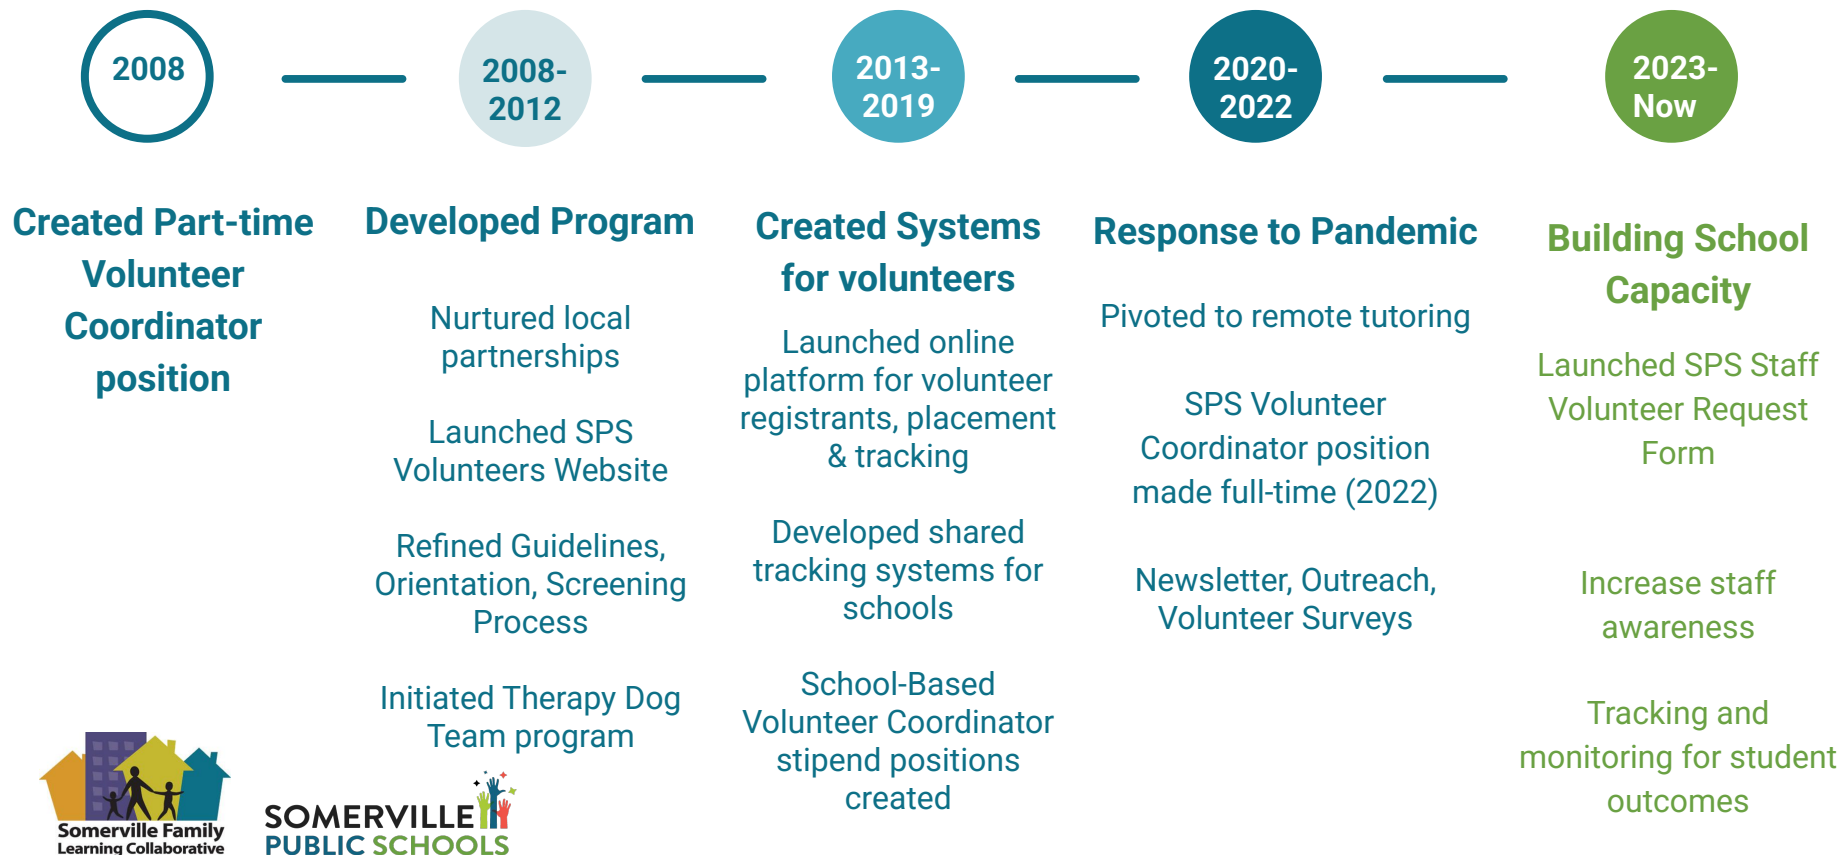 2008
Created Part-time
Volunteer
Coordinator
position
2008-
2012
Developed Program
Nurtured local
partnerships
Launched SPS
Volunteers Website
Refined Guidelines,
Orientation, Screening
Process
Initiated Therapy Dog
Team program
2013-
2019
Created Systems
for volunteers
Launched online
platform for volunteer
registrants, placement
& tracking
Developed shared
tracking systems for
schools
School-Based
Volunteer Coordinator
stipend positions
created
2020-
2022
Response to Pandemic
Pivoted to remote tutoring
SPS Volunteer
Coordinator position
made full-time (2022)
Newsletter, Outreach,
Volunteer Surveys
2023-
Now
Building School
Capacity
Launched SPS Staff
Volunteer Request
Form
Increase staff
awareness
Tracking and
monitoring for student
outcomes
Somerville Family
Learning Collaborative
SOMERVILLE
PUBLIC SCHOOLS